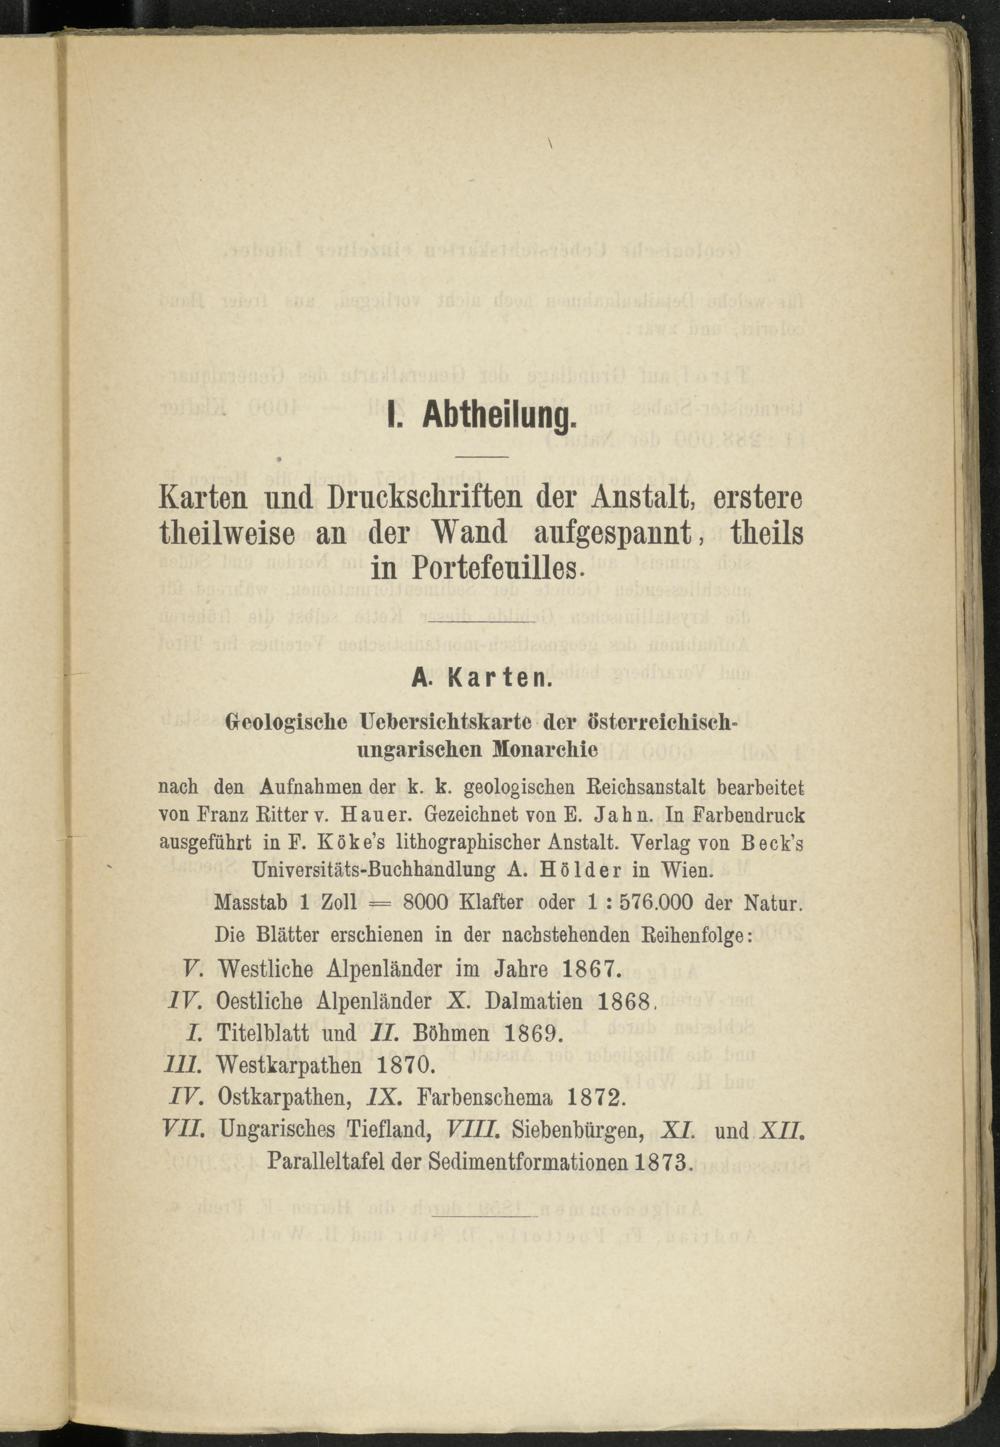 I. Abtheilung.
Karten und Druckschriften der Anstalt, erstere
theilweise an der Wand aufgespannt, theils
in Portefeuilles.
A. Karten.
Geologische Uebersichtskarte der österreichisch-
ungarischen Monarchie
nach den Aufnahmen der k. k. geologischen Reichsanstalt bearbeitet
von Franz Ritter v. Hauer. Gezeichnet von E. Jahn. In Farbendruck
ausgeführt in F. Köke's lithographischer Anstalt. Verlag von Beck's
Universitäts-Buchhandlung A. Hölder in Wien.
Masstab 1 Zoll = 8000 Klafter oder 1 : 576.000 der Natur.
Die Blätter erschienen in der nachstehenden Reihenfolge:
V. Westliche Alpenländer im Jahre 1867.
IV. Oestliche Alpenländer X. Dalmatien 1868.
I. Titelblatt und II. Böhmen 1869.
III. Westkarpathen 1870.
IV. Ostkarpathen, IX. Farbenschema 1872.
VII. Ungarisches Tiefland, VIII. Siebenbürgen, XI. und XII.
Paralleltafel der Sedimentformationen 1873.